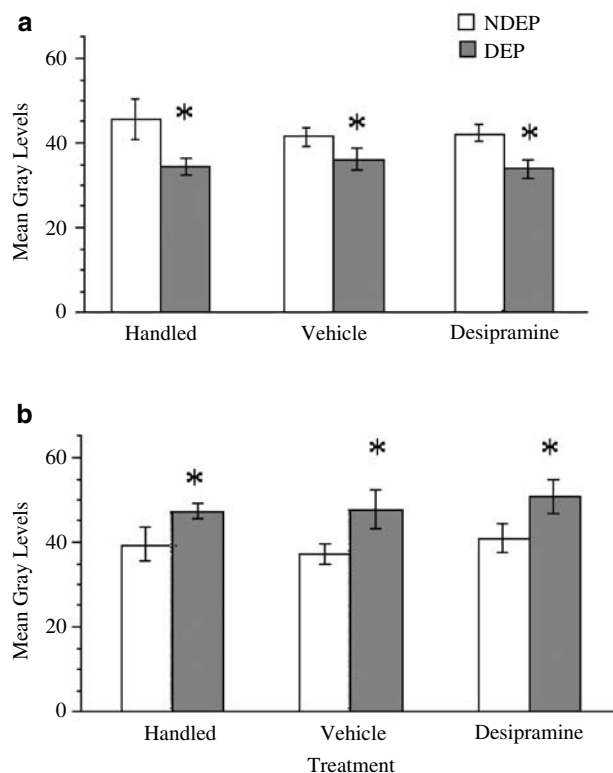 a
NDEP
DEP
60
40
20
0
Mean Gray Levels
*
*
*
Handled Vehicle Desipramine
b
60
40
20
0
Mean Gray Levels
*
*
*
Handled Vehicle Desipramine
Treatment